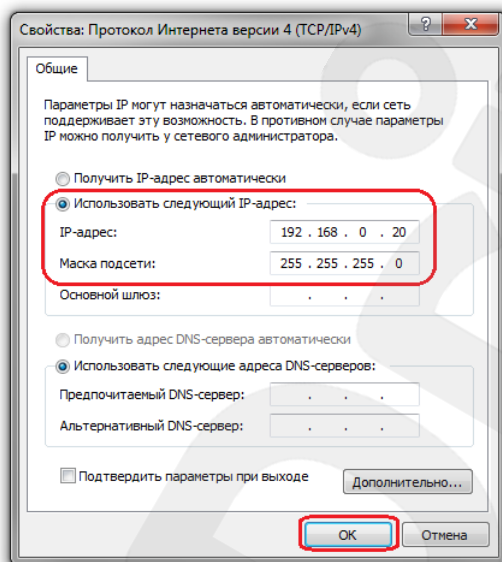 Свойства: Протокол Интернета версии 4 (TCP/IPv4)
Общие
Параметры IP могут назначаться автоматически, если сеть
поддерживает эту возможность. В противном случае параметры
IP можно получить у сетевого администратора.
Получить IP-адрес автоматически
Использовать следующий IP-адрес:
IP-адрес: 192 . 168 . 0 . 20
Маска подсети: 255 . 255 . 255 . 0
Основной шлюз: . . .
Получить адрес DNS-сервера автоматически
Использовать следующие адреса DNS-серверов:
Предпочитаемый DNS-сервер: . . .
Альтернативный DNS-сервер: . . .
Подтвердить параметры при выходе
Дополнительно...
OK Отмена